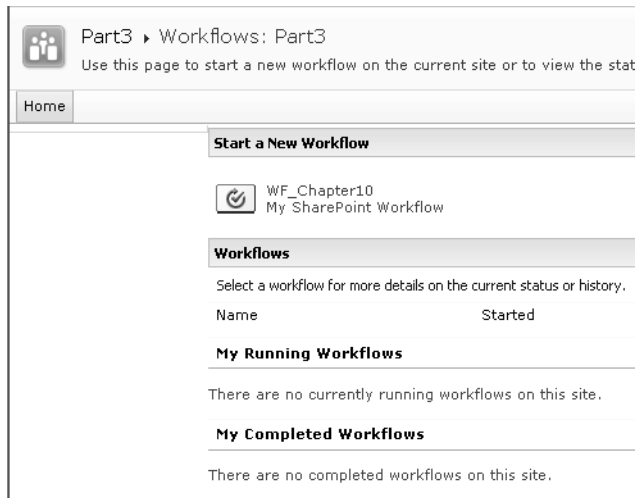 Part3 ▸ Workflows: Part3
Use this page to start a new workflow on the current site or to view the stat
Home
Start a New Workflow
WF_Chapter10
My SharePoint Workflow
Workflows
Select a workflow for more details on the current status or history.
Name Started
My Running Workflows
There are no currently running workflows on this site.
My Completed Workflows
There are no completed workflows on this site.